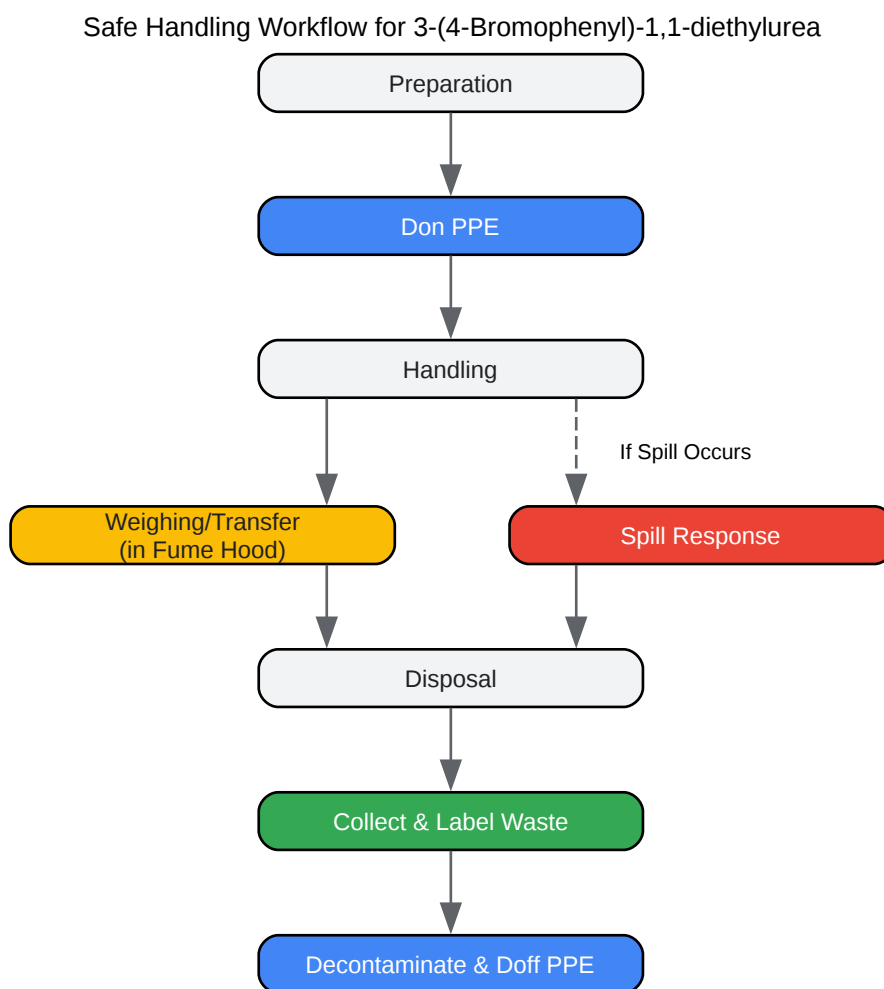 Safe Handling Workflow for 3-(4-Bromophenyl)-1,1-diethylurea
Preparation
Don PPE
Handling
If Spill Occurs
Weighing/Transfer
(in Fume Hood)
Spill Response
Disposal
Collect & Label Waste
Decontaminate & Doff PPE